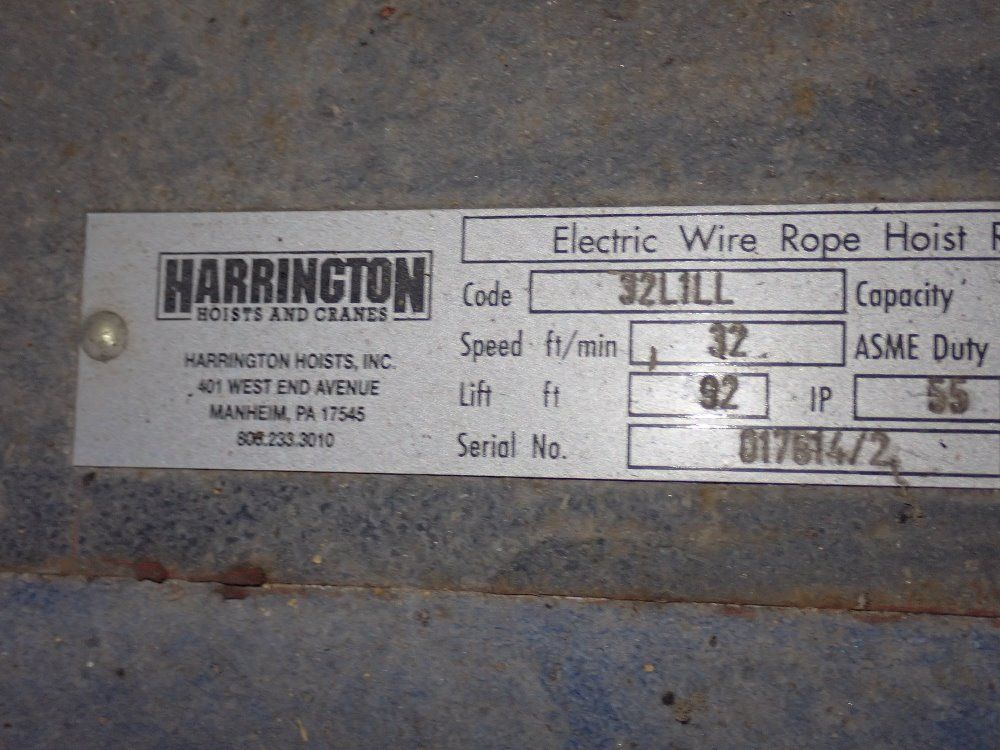 HARRINGTON
HOISTS AND CRANES
HARRINGTON HOISTS, INC.
401 WEST END AVENUE
MANHEIM, PA 17545
800.233.3010
Electric Wire Rope Hoist
Code 32L1LL Capacity
Speed ft/min 32 ASME Duty
Lift ft 92 IP 55
Serial No. 017614/2